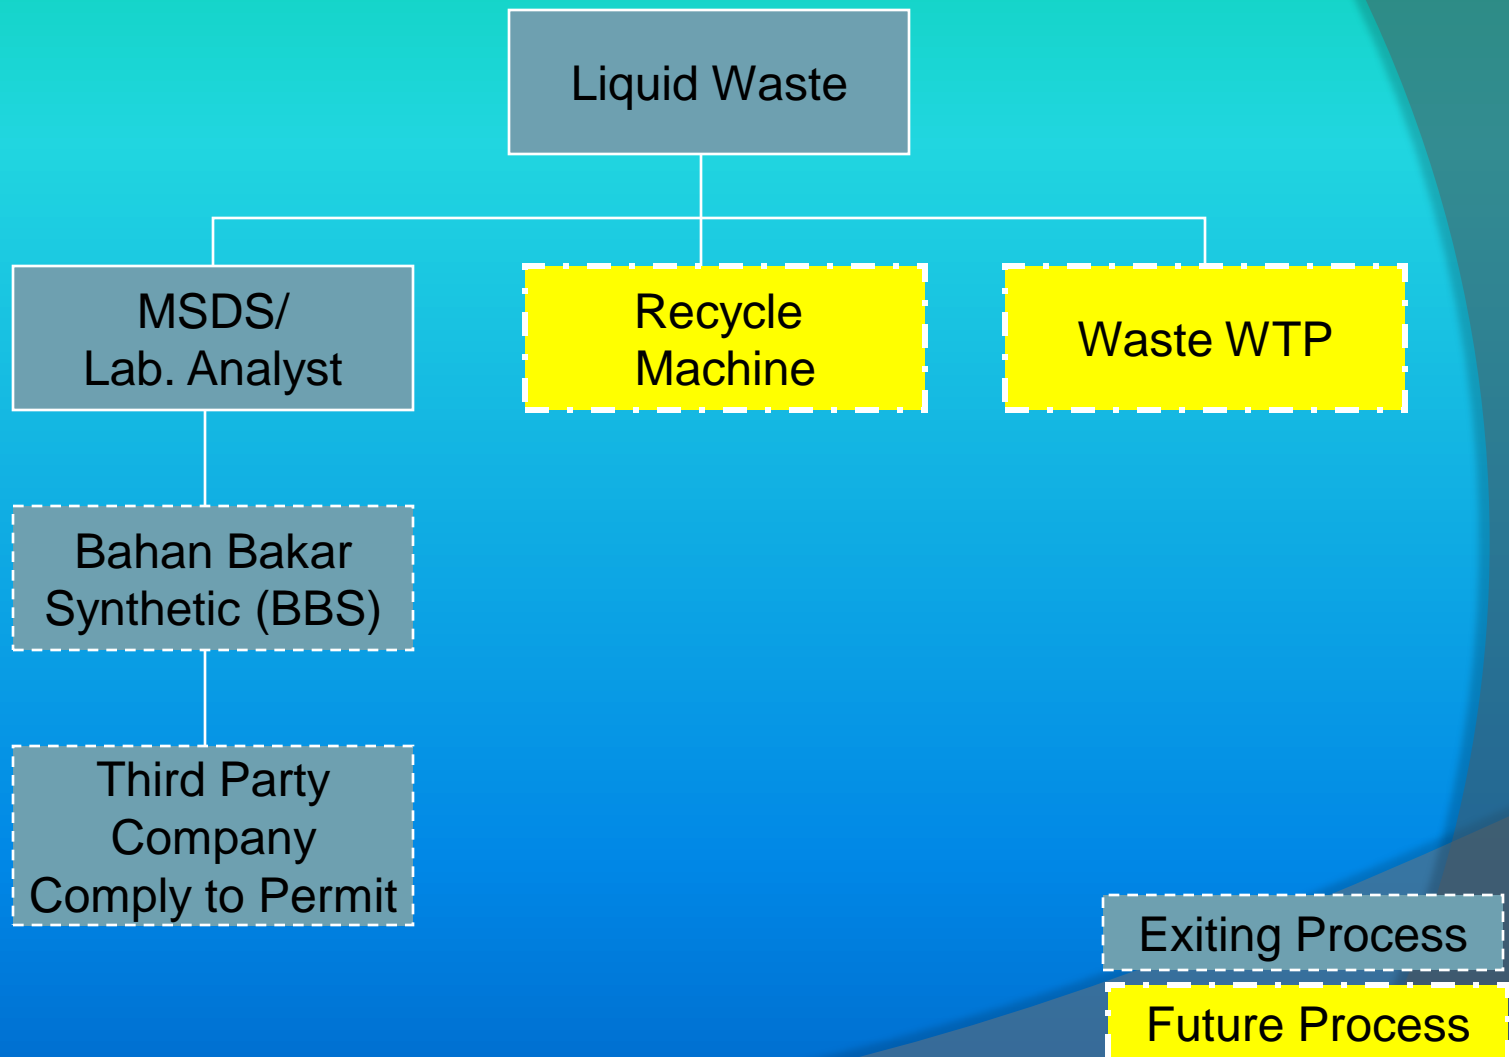 Liquid Waste
MSDS/
Lab. Analyst
Recycle
Machine
Waste WTP
Bahan Bakar
Synthetic (BBS)
Third Party
Company
Comply to Permit
Exiting Process
Future Process